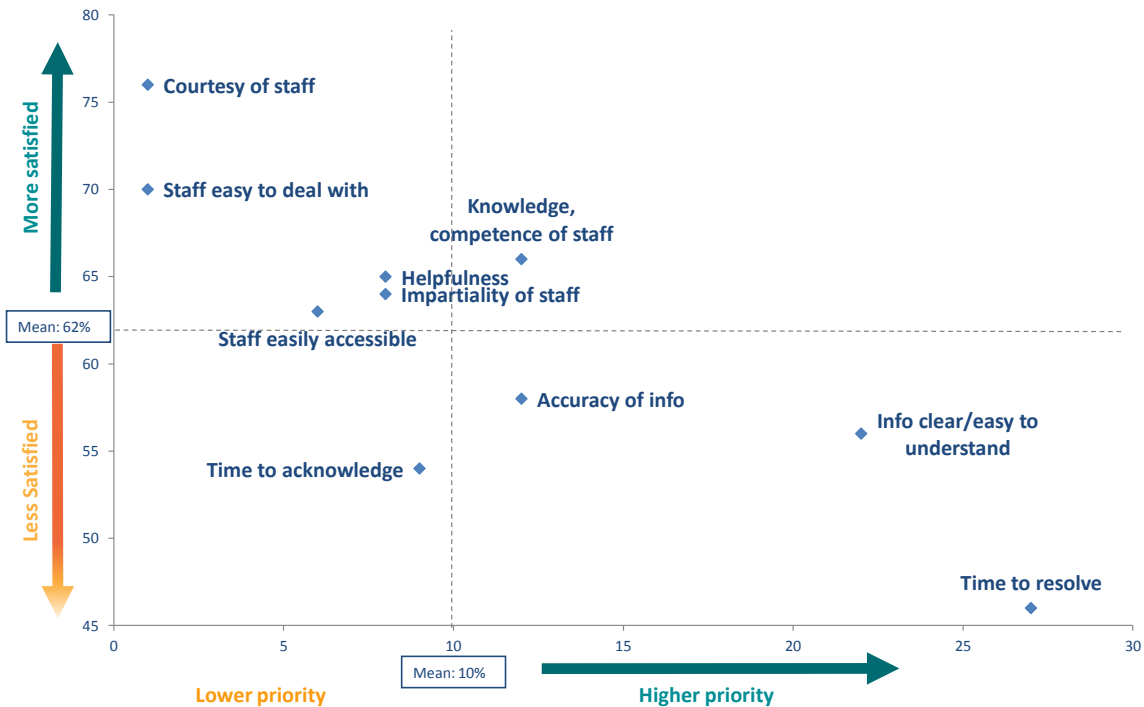 80
75
70
65
60
55
50
45
More satisfied
Mean: 62%
Less Satisfied
Courtesy of staff
Staff easy to deal with
Knowledge,
competence of staff
Helpfulness
Impartiality of staff
Staff easily accessible
Accuracy of info
Info clear/easy to
understand
Time to acknowledge
Time to resolve
0
5
10
15
20
25
30
Mean: 10%
Lower priority
Higher priority